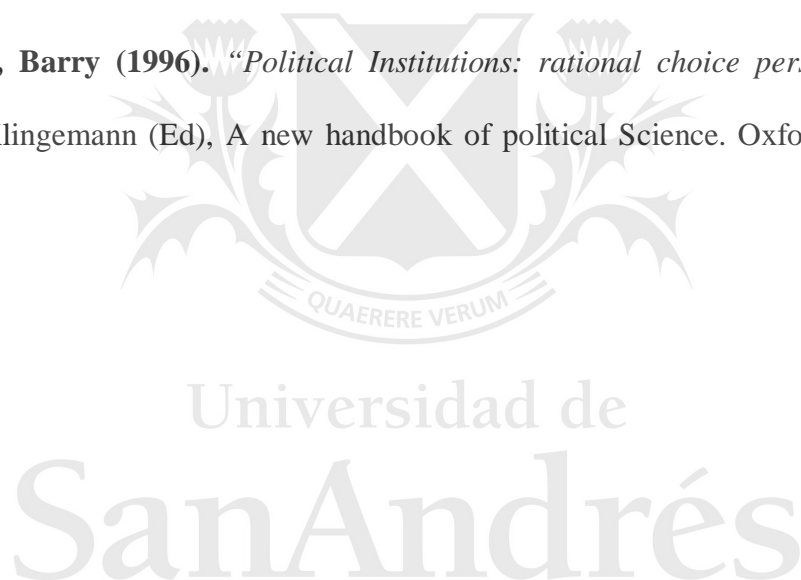 , Barry (1996). “Political Institutions: rational choice pers
lingemann (Ed), A new handbook of political Science. Oxfo
QUAERERE VERUM
Universidad de
SanAndrés